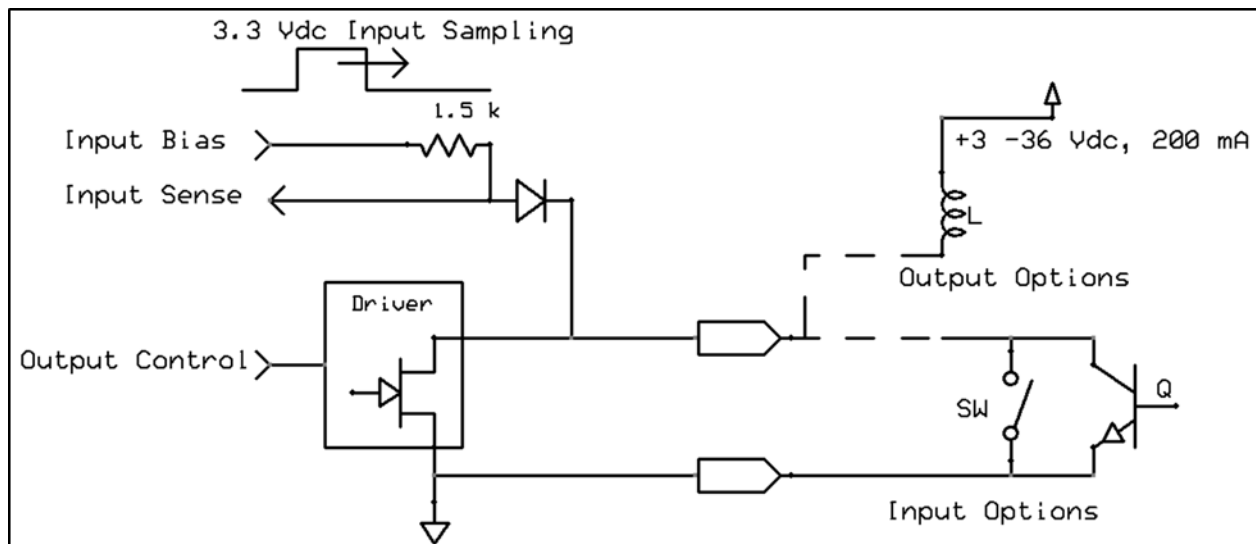 3.3 Vdc Input Sampling
1.5 k
Input Bias
+3 -36 Vdc, 200 mA
Input Sense
L
Output Options
Driver
Output Control
Q
SW
Input Options